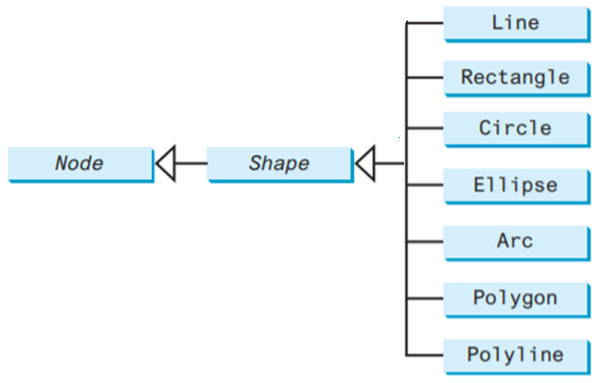 Node
Shape
Line
Rectangle
Circle
Ellipse
Arc
Polygon
Polyline